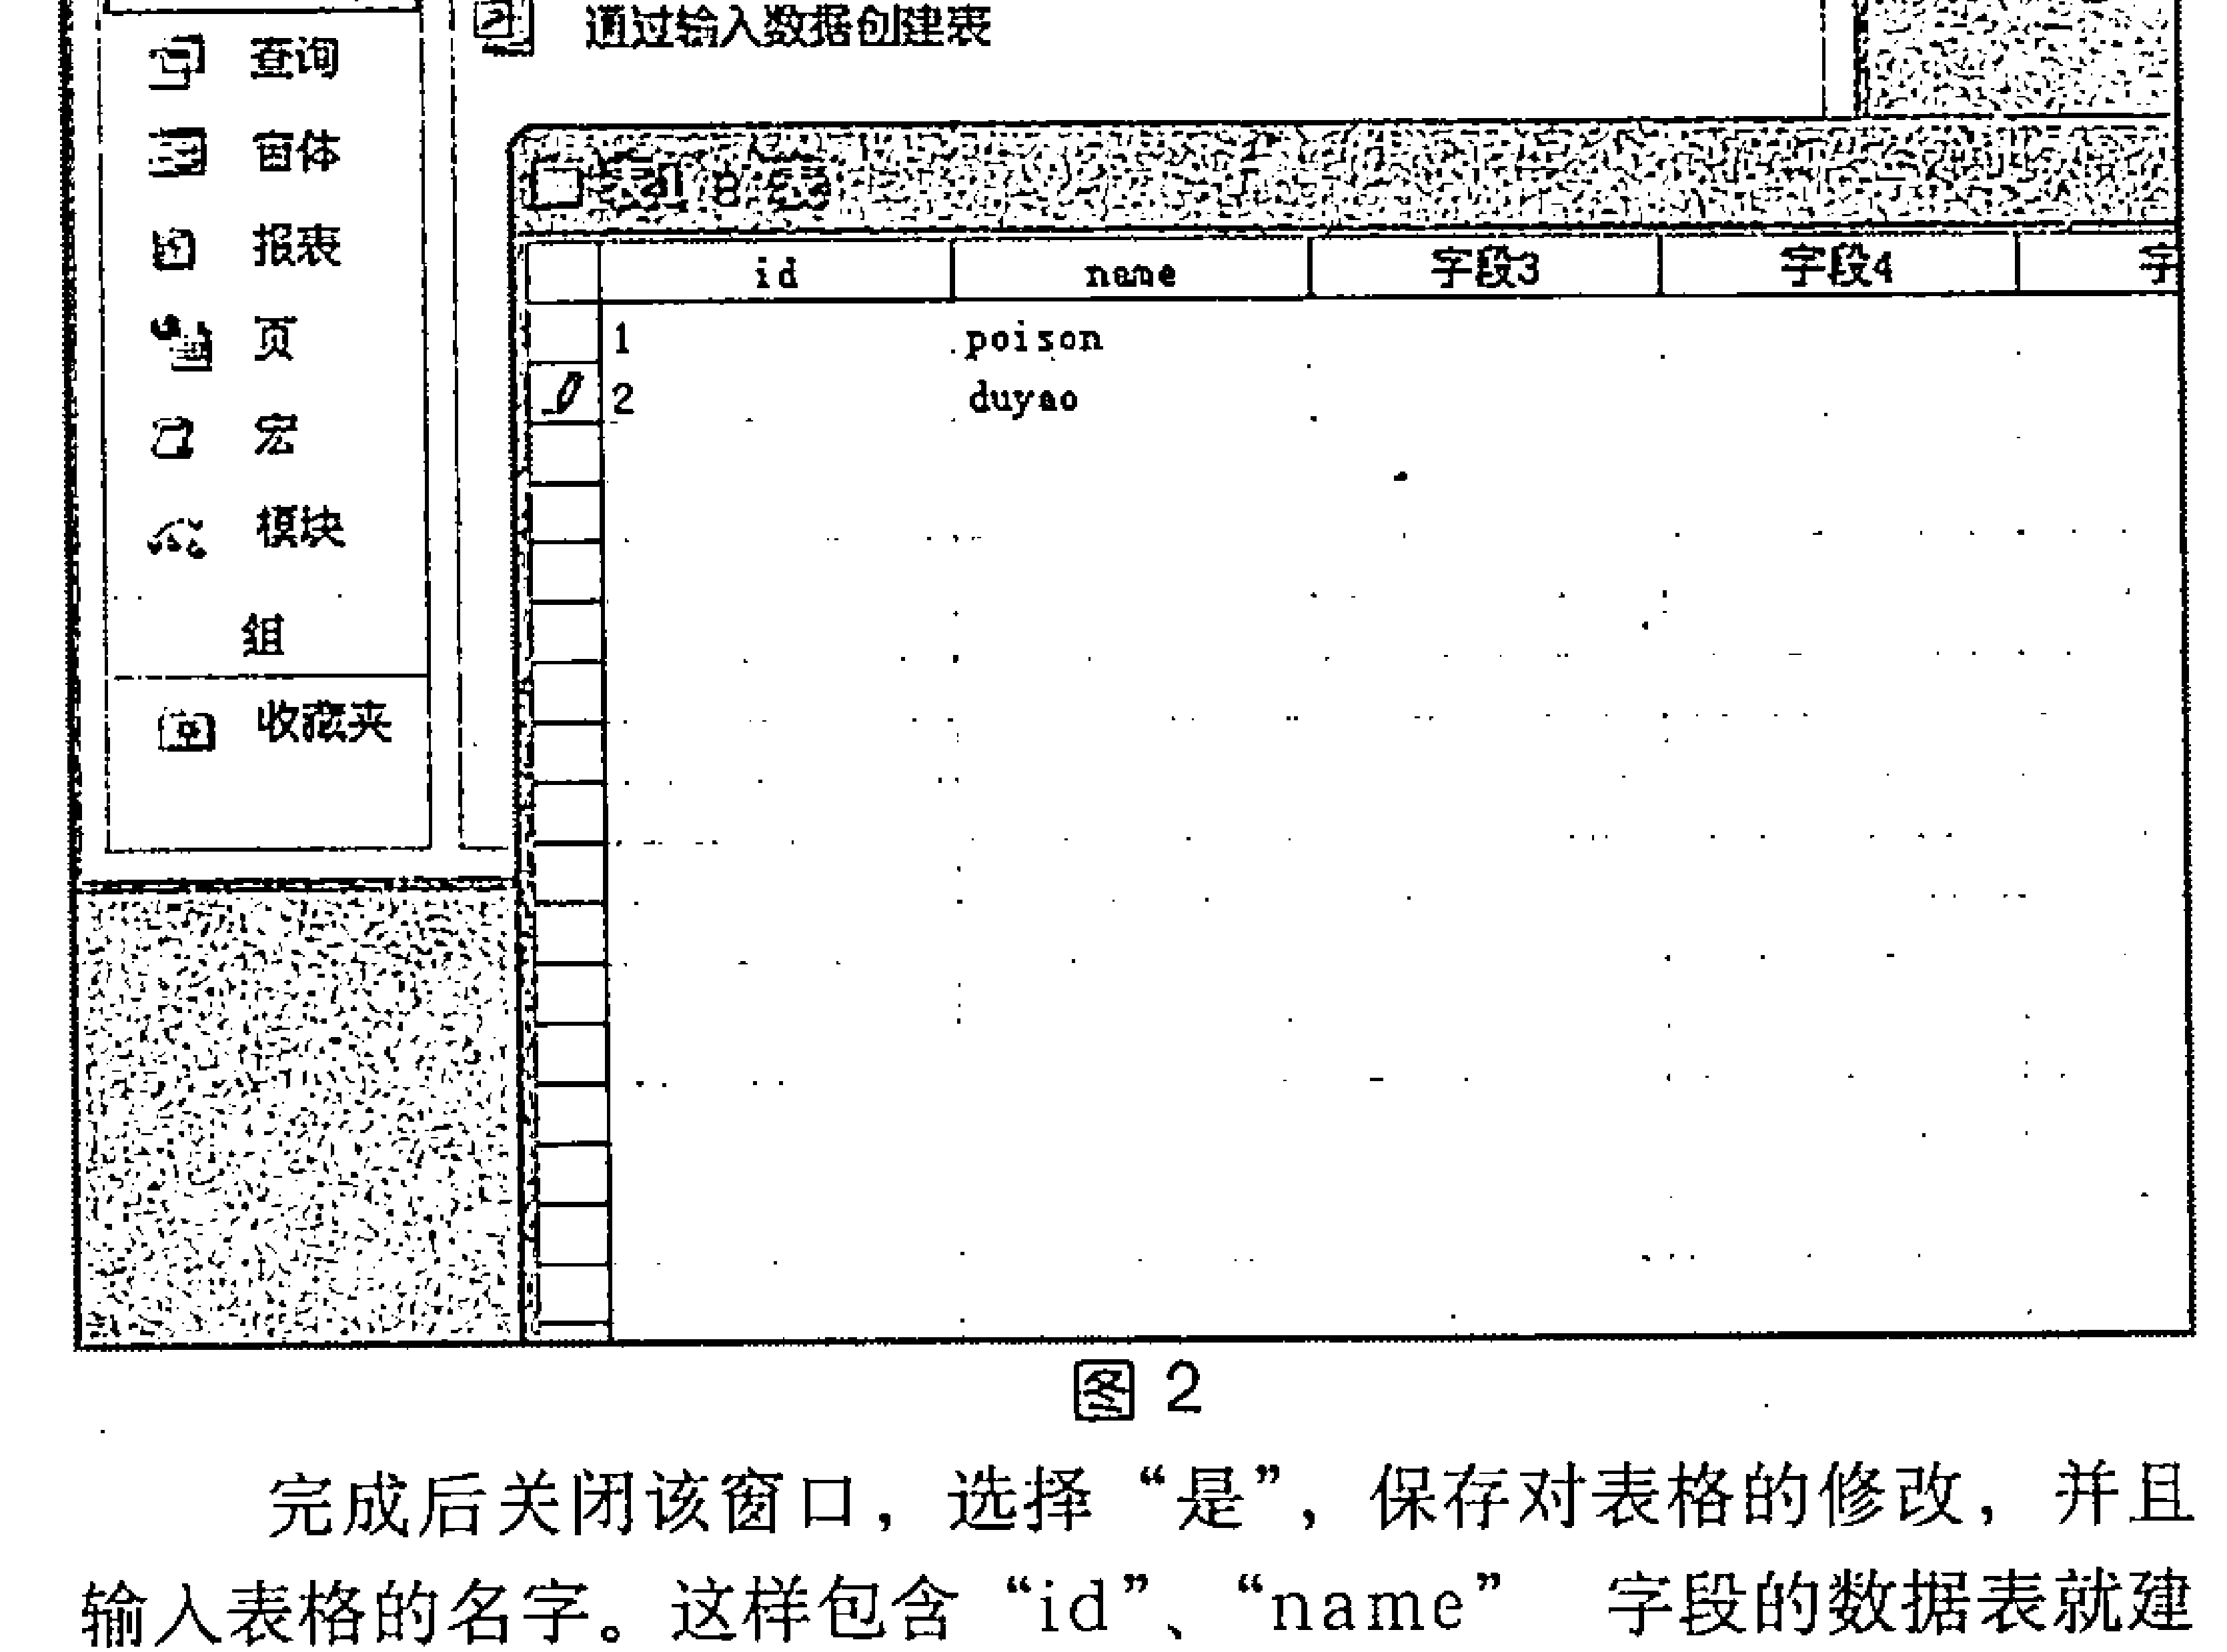 通过输入数据创建表
查询
窗体
报表
页
宏
模块
组
收藏夹
表1 : 表
id name 字段3 字段4 字
1 poison
2 duyao
图 2
完成后关闭该窗口，选择“是”，保存对表格的修改，并且
输入表格的名字。这样包含“id”、“name” 字段的数据表就建